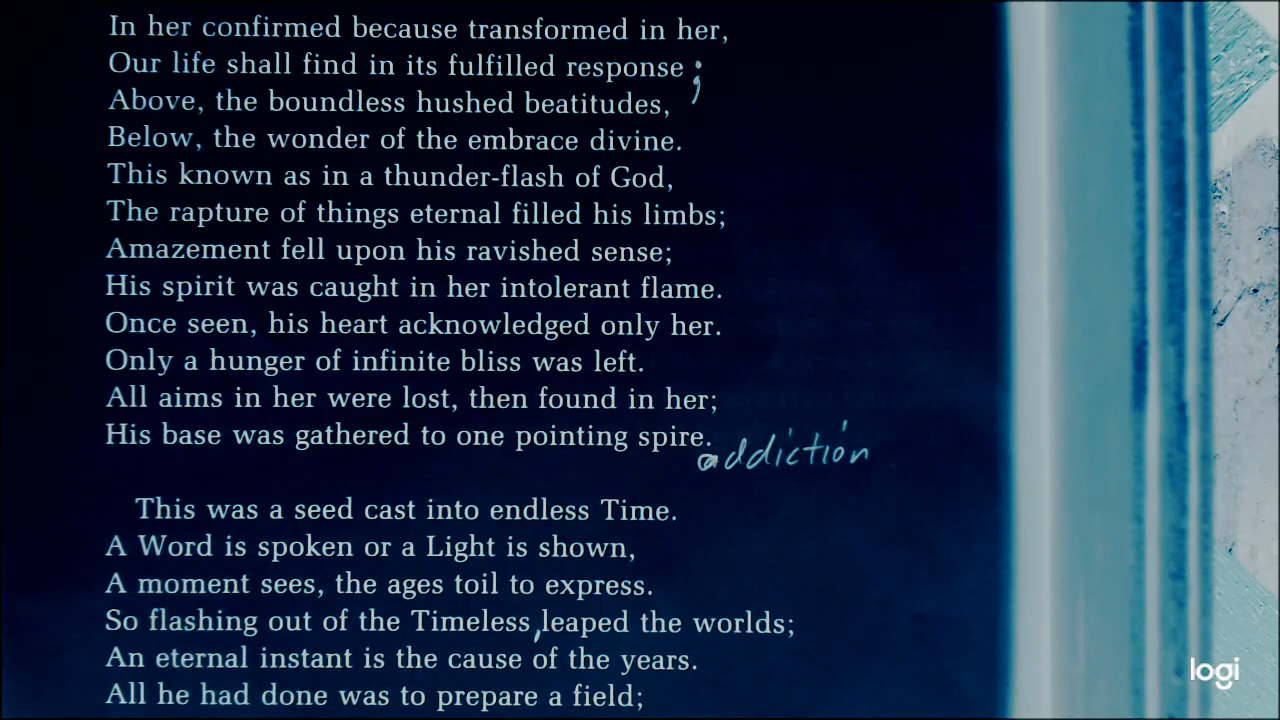 In her confirmed because transformed in her,
Our life shall find in its fulfilled response ;
Above, the boundless hushed beatitudes,
Below, the wonder of the embrace divine.
This known as in a thunder-flash of God,
The rapture of things eternal filled his limbs;
Amazement fell upon his ravished sense;
His spirit was caught in her intolerant flame.
Once seen, his heart acknowledged only her.
Only a hunger of infinite bliss was left.
All aims in her were lost, then found in her;
His base was gathered to one pointing spire.
addiction
This was a seed cast into endless Time.
A Word is spoken or a Light is shown,
A moment sees, the ages toil to express.
So flashing out of the Timeless, leaped the worlds;
An eternal instant is the cause of the years.
All he had done was to prepare a field;
logi